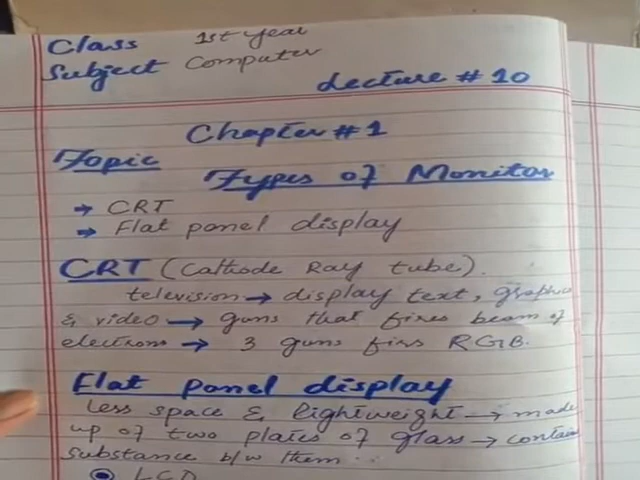 Class 1st year
Subject Computer
Lecture # 10
Chapter # 1
Topic
Types of Monitor
→ CRT
→ Flat panel display
CRT (Cathode Ray tube).
television → display text, graphics
& video → guns that fires beam of
electrons → 3 guns fires RGB.
Flat panel display
Less space & lightweight → made
up of two plates of glass → contain
substance b/w them...
LCD